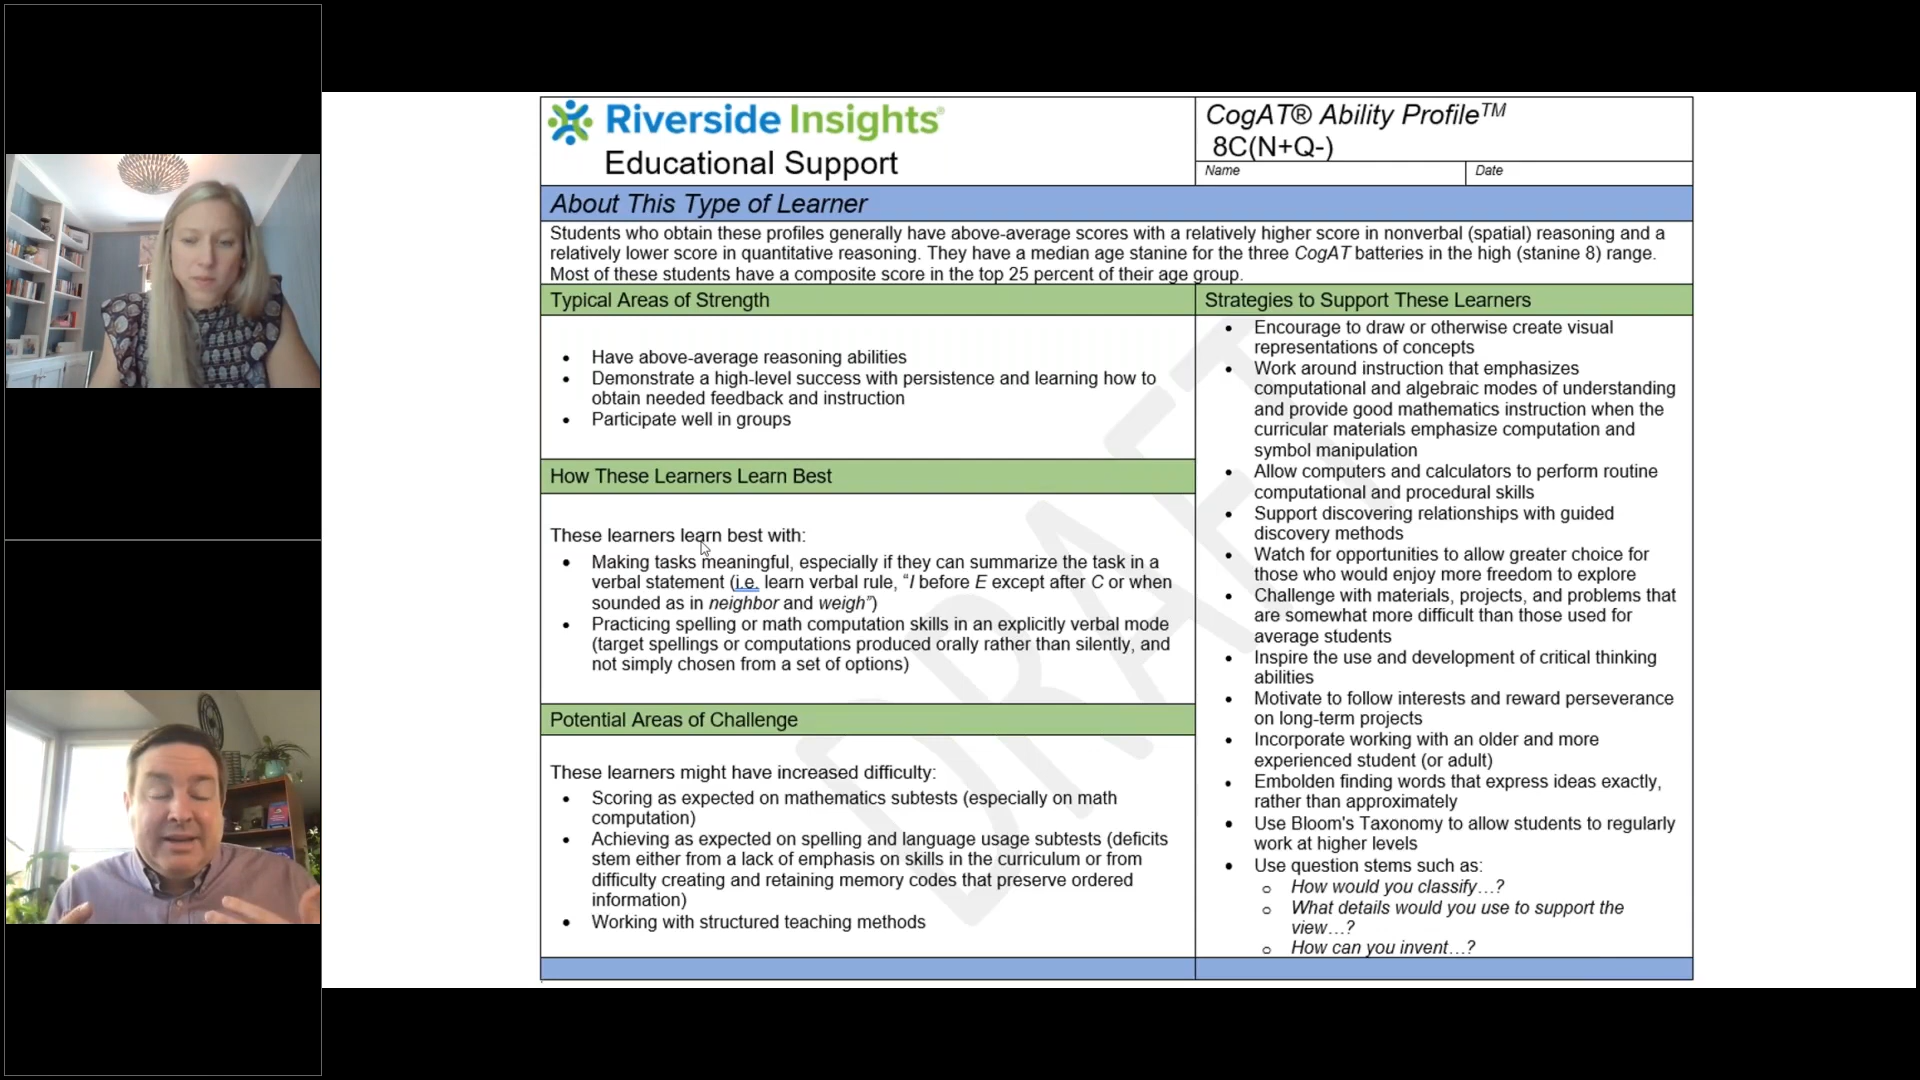 Riverside Insights®
Educational Support
CogAT® Ability Profile™
8C(N+Q-)
Name
Date
About This Type of Learner
Students who obtain these profiles generally have above-average scores with a relatively higher score in nonverbal (spatial) reasoning and a
relatively lower score in quantitative reasoning. They have a median age stanine for the three CogAT batteries in the high (stanine 8) range.
Most of these students have a composite score in the top 25 percent of their age group.
Typical Areas of Strength
• Have above-average reasoning abilities
• Demonstrate a high-level success with persistence and learning how to
obtain needed feedback and instruction
• Participate well in groups
How These Learners Learn Best
These learners learn best with:
• Making tasks meaningful, especially if they can summarize the task in a
verbal statement (i.e. learn verbal rule, “I before E except after C or when
sounded as in neighbor and weigh”)
• Practicing spelling or math computation skills in an explicitly verbal mode
(target spellings or computations produced orally rather than silently, and
not simply chosen from a set of options)
Potential Areas of Challenge
These learners might have increased difficulty:
• Scoring as expected on mathematics subtests (especially on math
computation)
• Achieving as expected on spelling and language usage subtests (deficits
stem either from a lack of emphasis on skills in the curriculum or from
difficulty creating and retaining memory codes that preserve ordered
information)
• Working with structured teaching methods
Strategies to Support These Learners
• Encourage to draw or otherwise create visual
representations of concepts
• Work around instruction that emphasizes
computational and algebraic modes of understanding
and provide good mathematics instruction when the
curricular materials emphasize computation and
symbol manipulation
• Allow computers and calculators to perform routine
computational and procedural skills
• Support discovering relationships with guided
discovery methods
• Watch for opportunities to allow greater choice for
those who would enjoy more freedom to explore
• Challenge with materials, projects, and problems that
are somewhat more difficult than those used for
average students
• Inspire the use and development of critical thinking
abilities
• Motivate to follow interests and reward perseverance
on long-term projects
• Incorporate working with an older and more
experienced student (or adult)
• Embolden finding words that express ideas exactly,
rather than approximately
• Use Bloom's Taxonomy to allow students to regularly
work at higher levels
• Use question stems such as:
o How would you classify…?
o What details would you use to support the
view…?
o How can you invent…?
DRAFT